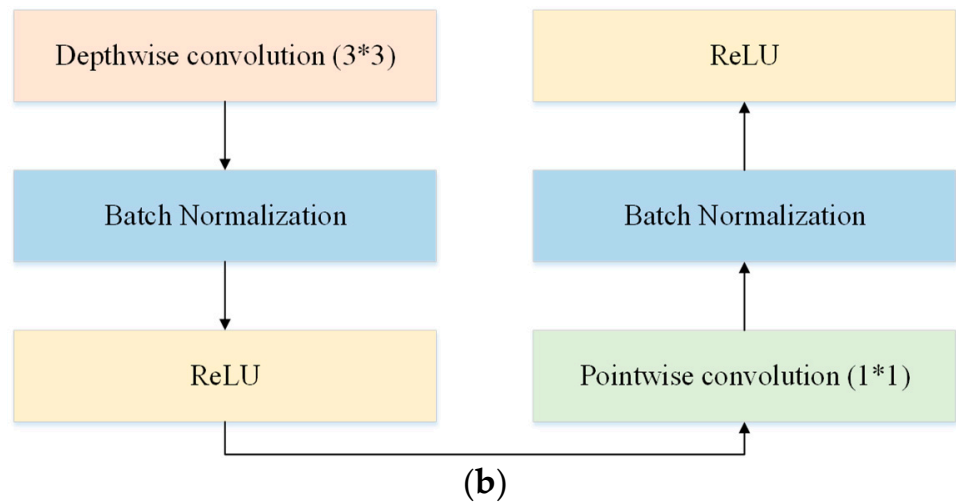 Depthwise convolution (3*3)
ReLU
Batch Normalization
Batch Normalization
ReLU
Pointwise convolution (1*1)
(b)